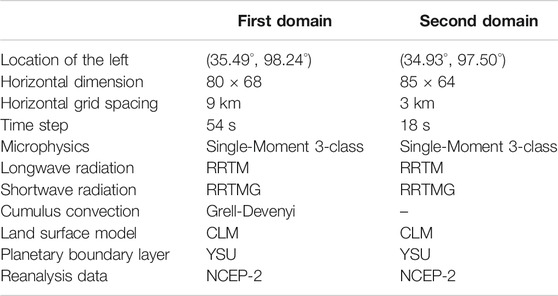 First domain Second domain
Location of the left (35.49°, 98.24°) (34.93°, 97.50°)
Horizontal dimension 80 × 68 85 × 64
Horizontal grid spacing 9 km 3 km
Time step 54 s 18 s
Microphysics Single-Moment 3-class Single-Moment 3-class
Longwave radiation RRTM RRTM
Shortwave radiation RRTMG RRTMG
Cumulus convection Grell-Devenyi –
Land surface model CLM CLM
Planetary boundary layer YSU YSU
Reanalysis data NCEP-2 NCEP-2